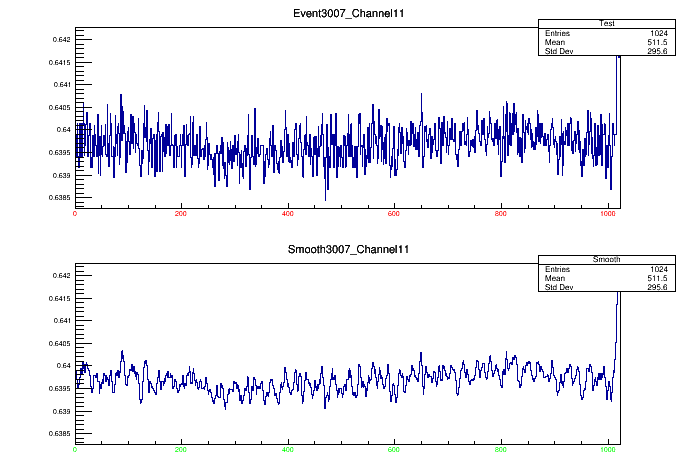 Event3007_Channel11
Test
Entries 1024
Mean 511.5
Std Dev 295.6
0.642
0.6415
0.641
0.6405
0.64
0.6395
0.639
0.6385
0 200 400 600 800 1000
Smooth3007_Channel11
Smooth
Entries 1024
Mean 511.5
Std Dev 295.6
0.642
0.6415
0.641
0.6405
0.64
0.6395
0.639
0.6385
0 200 400 600 800 1000